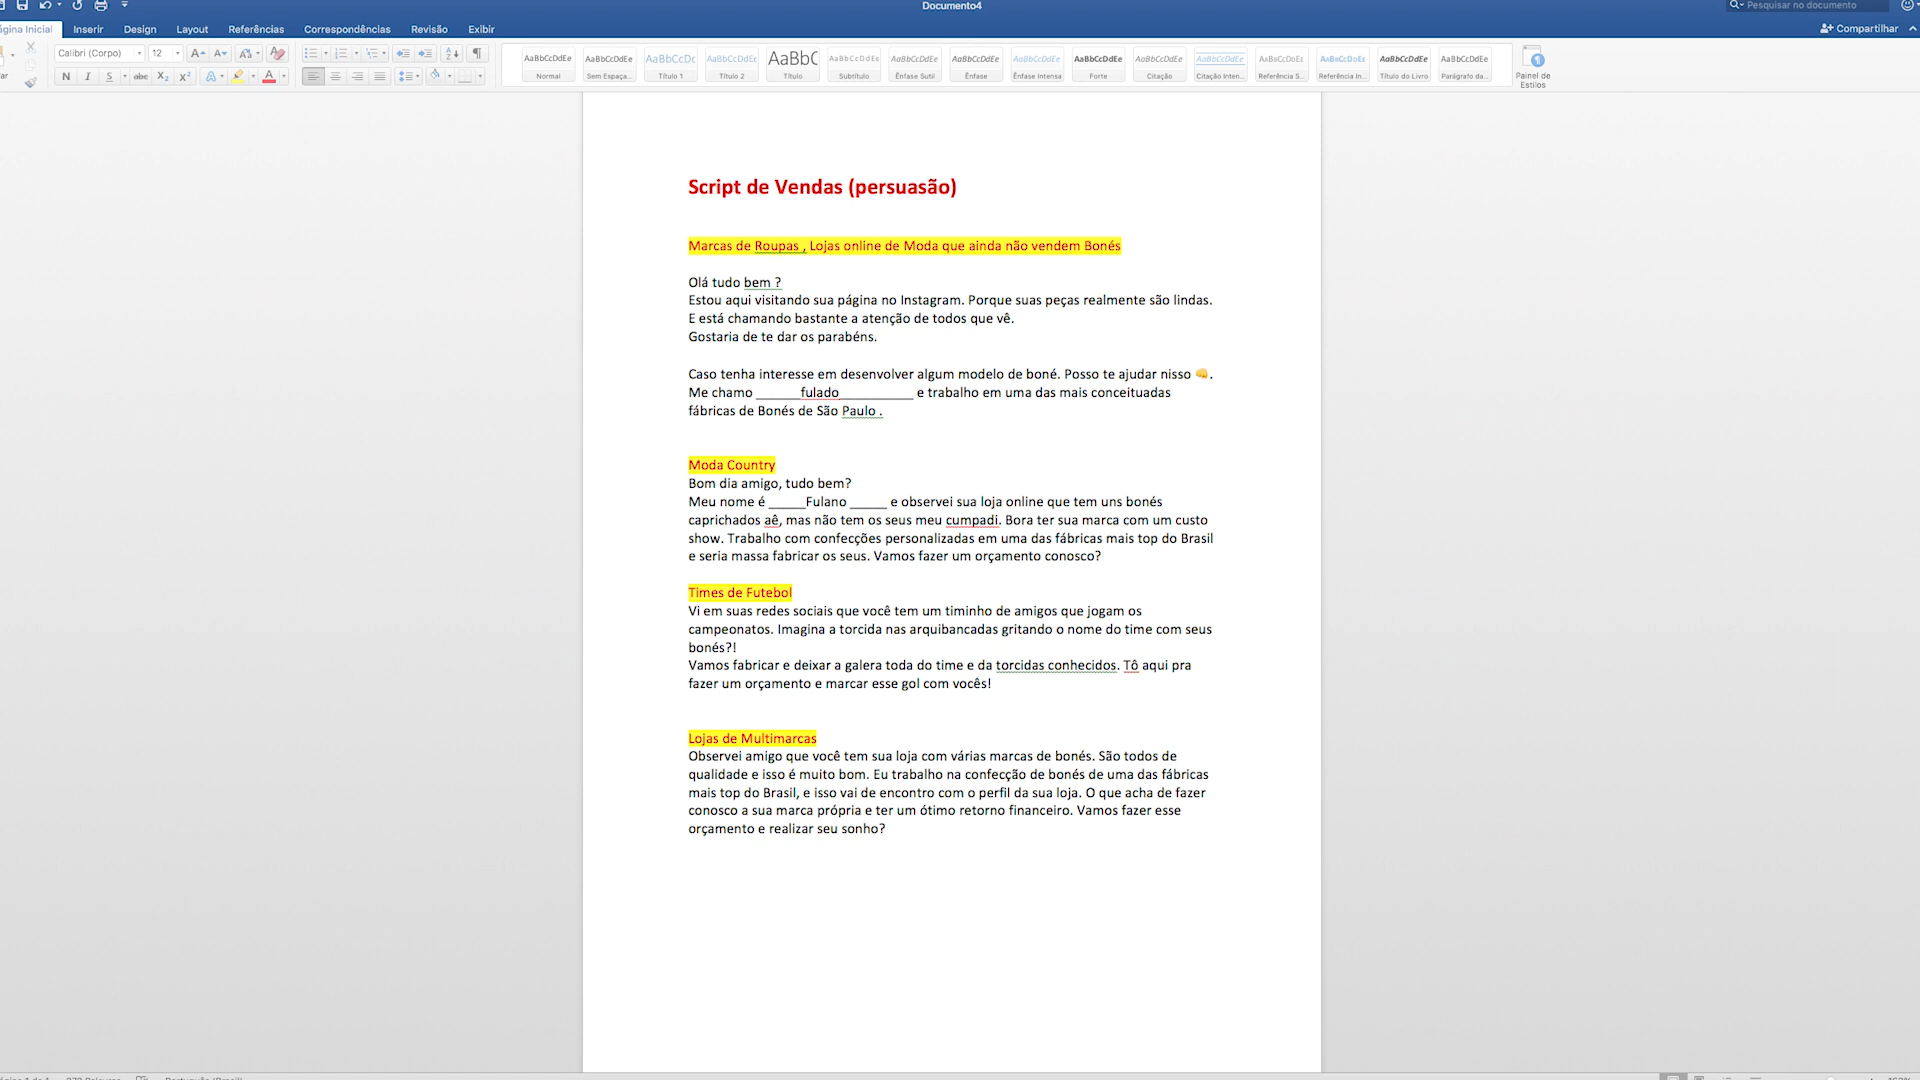 Documento4
Pesquisar no documento
Página Inicial Inserir Design Layout Referências Correspondências Revisão Exibir
Compartilhar
Calibri (Corpo) 12
N I S abc X₂ X²
AaBbCcDdEe AaBbCcDdEe AaBbCcDc AaBbCcDdEe AaBbC AaBbCcDdEe AaBbCcDdEe AaBbCcDdEe AaBbCcDdEe AaBbCcDdEe AaBbCcDdEe AaBbCcDdEe AaBbCcDdEe AaBbCcDdEe AaBbCcDdEe AaBbCcDdEe
Normal Sem Espaça... Título 1 Título 2 Título Subtítulo Ênfase Sutil Ênfase Ênfase Intensa Forte Citação Citação Inten... Referência S... Referência In... Título do Livro Parágrafo da...
Painel de
Estilos
Script de Vendas (persuasão)
Marcas de Roupas , Lojas online de Moda que ainda não vendem Bonés
Olá tudo bem ?
Estou aqui visitando sua página no Instagram. Porque suas peças realmente são lindas.
E está chamando bastante a atenção de todos que vê.
Gostaria de te dar os parabéns.
Caso tenha interesse em desenvolver algum modelo de boné. Posso te ajudar nisso 👊.
Me chamo ______fulado__________ e trabalho em uma das mais conceituadas
fábricas de Bonés de São Paulo .
Moda Country
Bom dia amigo, tudo bem?
Meu nome é _____Fulano _____ e observei sua loja online que tem uns bonés
caprichados aê, mas não tem os seus meu cumpadi. Bora ter sua marca com um custo
show. Trabalho com confecções personalizadas em uma das fábricas mais top do Brasil
e seria massa fabricar os seus. Vamos fazer um orçamento conosco?
Times de Futebol
Vi em suas redes sociais que você tem um timinho de amigos que jogam os
campeonatos. Imagina a torcida nas arquibancadas gritando o nome do time com seus
bonés?!
Vamos fabricar e deixar a galera toda do time e da torcidas conhecidos. Tô aqui pra
fazer um orçamento e marcar esse gol com vocês!
Lojas de Multimarcas
Observei amigo que você tem sua loja com várias marcas de bonés. São todos de
qualidade e isso é muito bom. Eu trabalho na confecção de bonés de uma das fábricas
mais top do Brasil, e isso vai de encontro com o perfil da sua loja. O que acha de fazer
conosco a sua marca própria e ter um ótimo retorno financeiro. Vamos fazer esse
orçamento e realizar seu sonho?